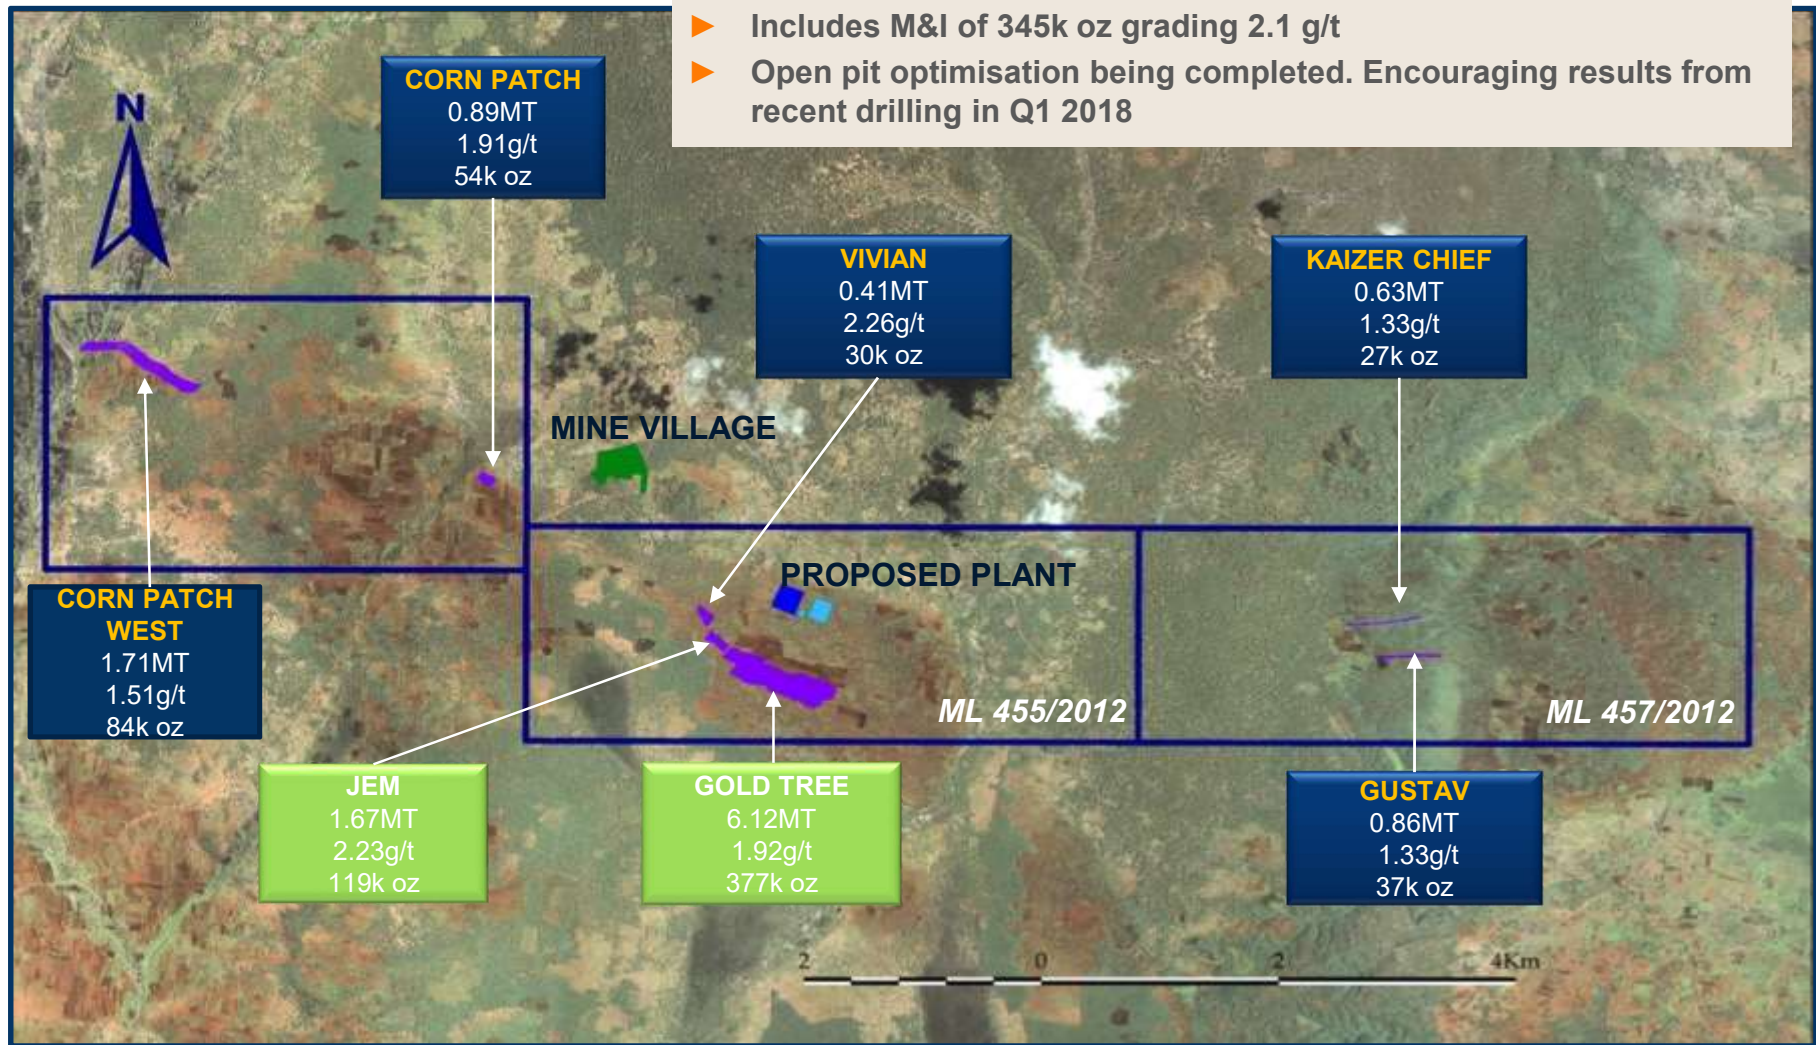 ► Includes M&I of 345k oz grading 2.1 g/t
► Open pit optimisation being completed. Encouraging results from
recent drilling in Q1 2018
N
CORN PATCH
0.89MT
1.91g/t
54k oz
VIVIAN
0.41MT
2.26g/t
30k oz
KAIZER CHIEF
0.63MT
1.33g/t
27k oz
MINE VILLAGE
PROPOSED PLANT
CORN PATCH
WEST
1.71MT
1.51g/t
84k oz
ML 455/2012
ML 457/2012
JEM
1.67MT
2.23g/t
119k oz
GOLD TREE
6.12MT
1.92g/t
377k oz
GUSTAV
0.86MT
1.33g/t
37k oz
2 0 2 4Km